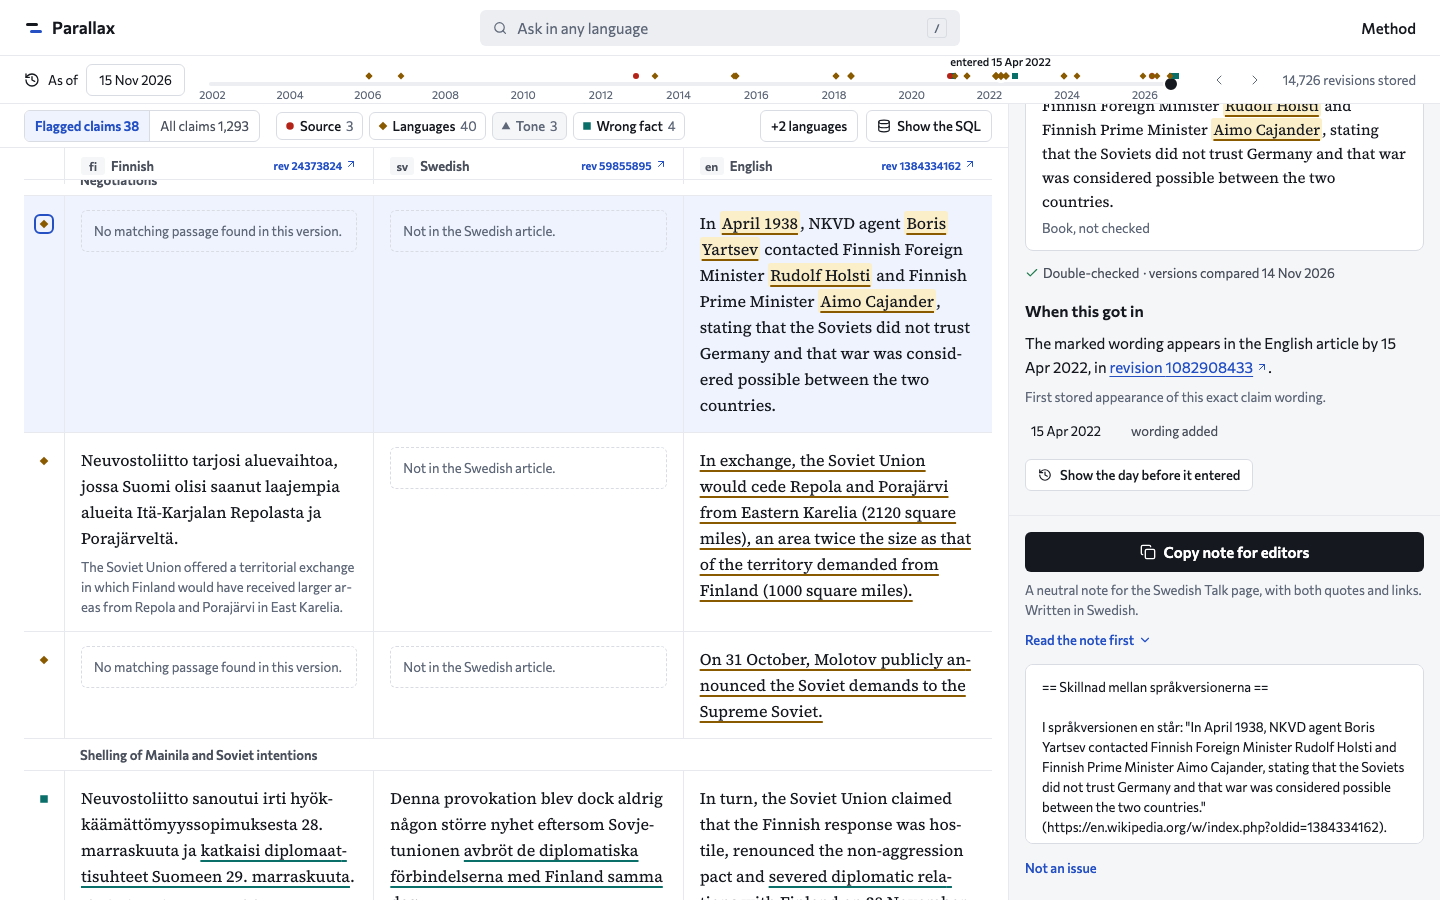 Parallax
Ask in any language
/
Method
As of
15 Nov 2026
entered 15 Apr 2022
2002
2004
2006
2008
2010
2012
2014
2016
2018
2020
2022
2024
2026
14,726 revisions stored
Flagged claims 38
All claims 1,293
Source 3
Languages 40
Tone 3
Wrong fact 4
+2 languages
Show the SQL
fi Finnish
rev 24373824
sv Swedish
rev 59855895
en English
rev 1384334162
Negotiations
No matching passage found in this version.
Not in the Swedish article.
In April 1938, NKVD agent Boris
Yartsev contacted Finnish Foreign
Minister Rudolf Holsti and Finnish
Prime Minister Aimo Cajander,
stating that the Soviets did not trust
Germany and that war was consid-
ered possible between the two
countries.
Neuvostoliitto tarjosi aluevaihtoa,
jossa Suomi olisi saanut laajempia
alueita Itä-Karjalan Repolasta ja
Porajärveltä.
The Soviet Union offered a territorial exchange
in which Finland would have received larger ar-
eas from Repola and Porajärvi in East Karelia.
Not in the Swedish article.
In exchange, the Soviet Union
would cede Repola and Porajärvi
from Eastern Karelia (2120 square
miles), an area twice the size as that
of the territory demanded from
Finland (1000 square miles).
No matching passage found in this version.
Not in the Swedish article.
On 31 October, Molotov publicly an-
nounced the Soviet demands to the
Supreme Soviet.
Shelling of Mainila and Soviet intentions
Neuvostoliitto sanoutui irti hyök-
käämättömyyssopimuksesta 28.
marraskuuta ja katkaisi diplomaat-
tisuhteet Suomeen 29. marraskuuta.
Denna provokation blev dock aldrig
någon större nyhet eftersom Sovje-
tunionen avbröt de diplomatiska
förbindelserna med Finland samma
In turn, the Soviet Union claimed
that the Finnish response was hos-
tile, renounced the non-aggression
pact and severed diplomatic rela-
Finnish Foreign Minister Rudolf Holsti and
Finnish Prime Minister Aimo Cajander, stating
that the Soviets did not trust Germany and that war
was considered possible between the two
countries.
Book, not checked
Double-checked · versions compared 14 Nov 2026
When this got in
The marked wording appears in the English article by 15
Apr 2022, in revision 1082908433.
First stored appearance of this exact claim wording.
15 Apr 2022 wording added
Show the day before it entered
Copy note for editors
A neutral note for the Swedish Talk page, with both quotes and links.
Written in Swedish.
Read the note first
== Skillnad mellan språkversionerna ==
I språkversionen en står: "In April 1938, NKVD agent Boris
Yartsev contacted Finnish Foreign Minister Rudolf Holsti and
Finnish Prime Minister Aimo Cajander, stating that the Soviets
did not trust Germany and that war was considered possible
between the two countries."
(https://en.wikipedia.org/w/index.php?oldid=1384334162).
Not an issue